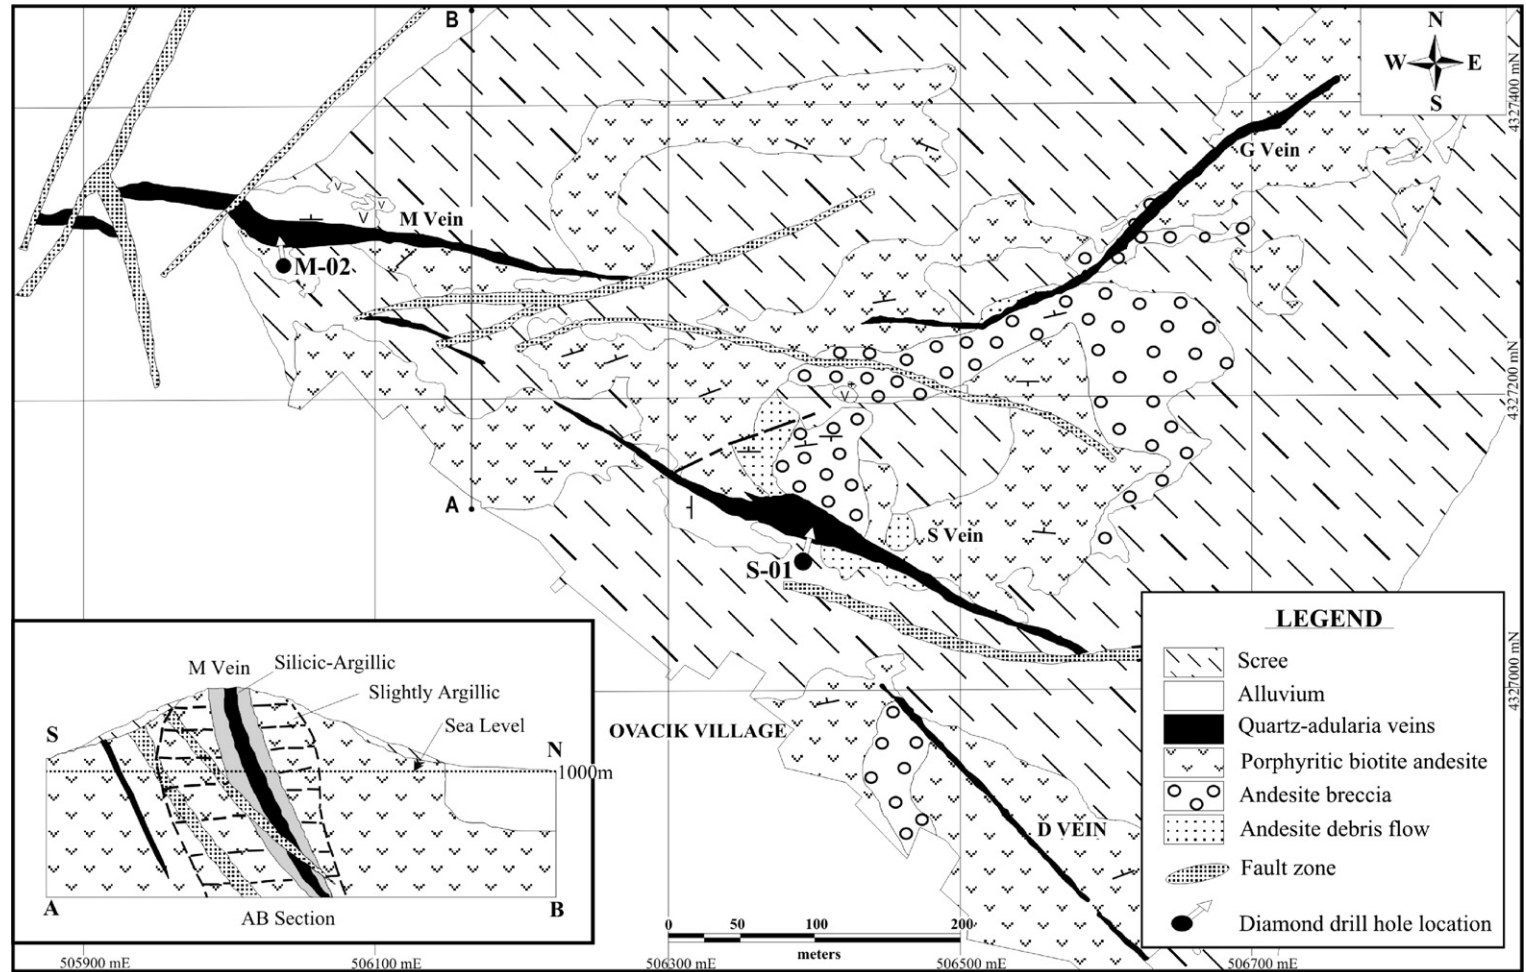 B
N
W E
S
4327400 mN
G Vein
M Vein
M-02
4327200 mN
A
S Vein
S-01
LEGEND
Scree
Alluvium
Quartz-adularia veins
Porphyritic biotite andesite
Andesite breccia
Andesite debris flow
Fault zone
Diamond drill hole location
4327000 mN
M Vein
Silicic-Argillic
Slightly Argillic
Sea Level
S
N
1000m
A
B
AB Section
OVACIK VILLAGE
D VEIN
0 50 100 200
meters
505900 mE
506100 mE
506300 mE
506500 mE
506700 mE